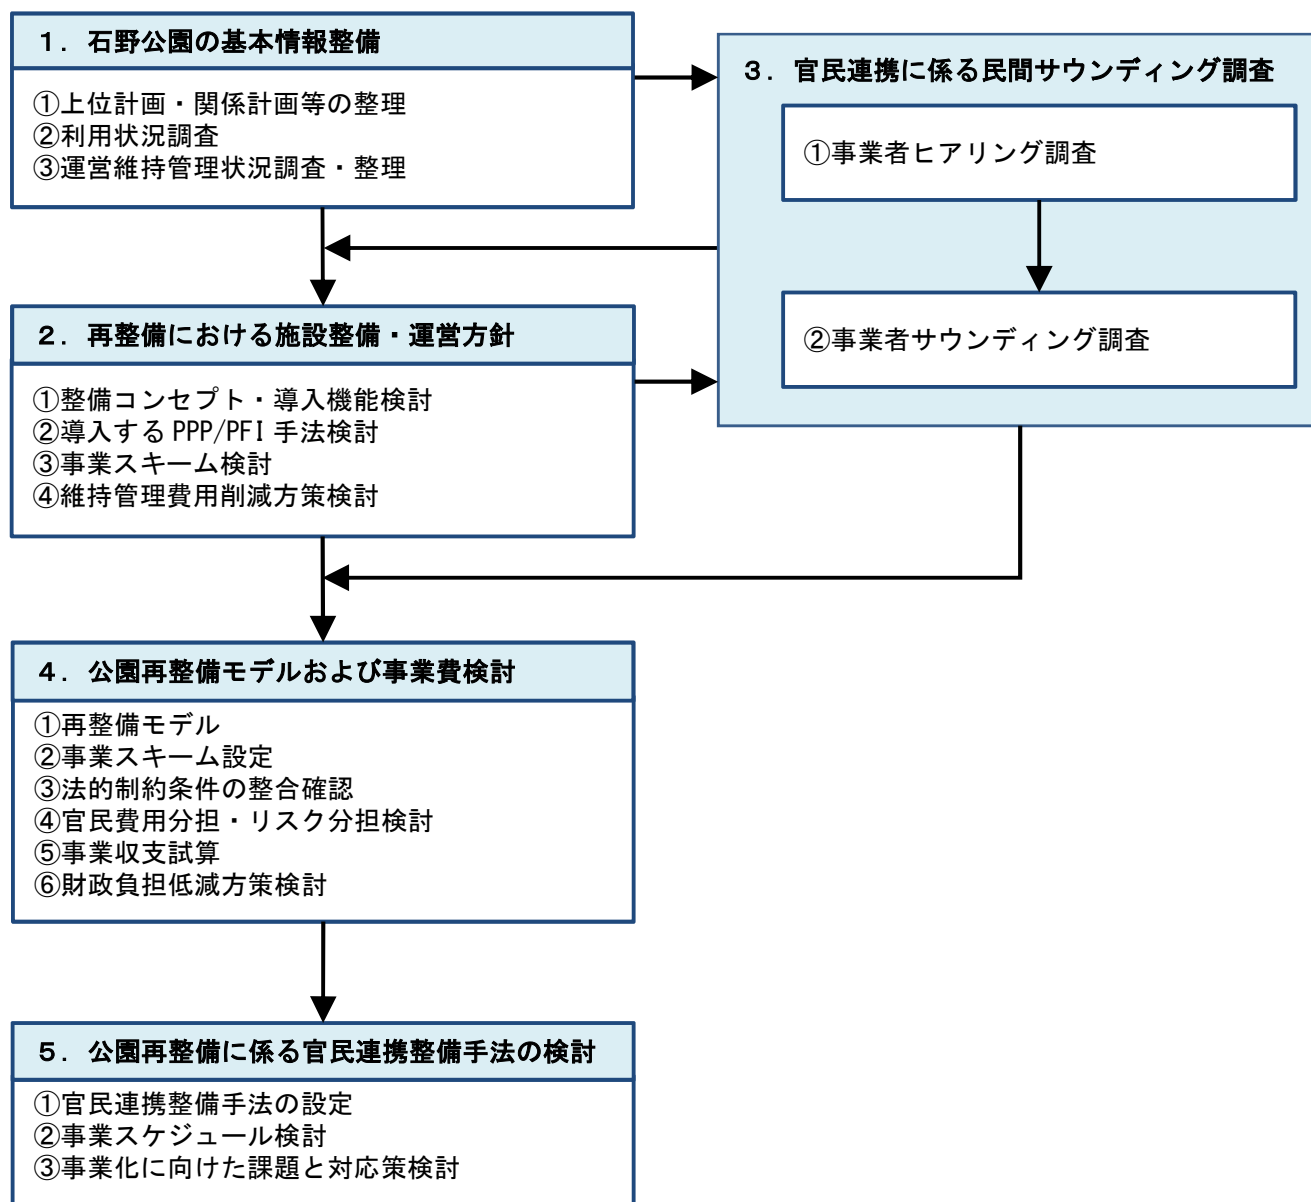 １．石野公園の基本情報整備
①上位計画・関係計画等の整理
②利用状況調査
③運営維持管理状況調査・整理
３．官民連携に係る民間サウンディング調査
①事業者ヒアリング調査
②事業者サウンディング調査
２．再整備における施設整備・運営方針
①整備コンセプト・導入機能検討
②導入する PPP/PFI 手法検討
③事業スキーム検討
④維持管理費用削減方策検討
４．公園再整備モデルおよび事業費検討
①再整備モデル
②事業スキーム設定
③法的制約条件の整合確認
④官民費用分担・リスク分担検討
⑤事業収支試算
⑥財政負担低減方策検討
５．公園再整備に係る官民連携整備手法の検討
①官民連携整備手法の設定
②事業スケジュール検討
③事業化に向けた課題と対応策検討